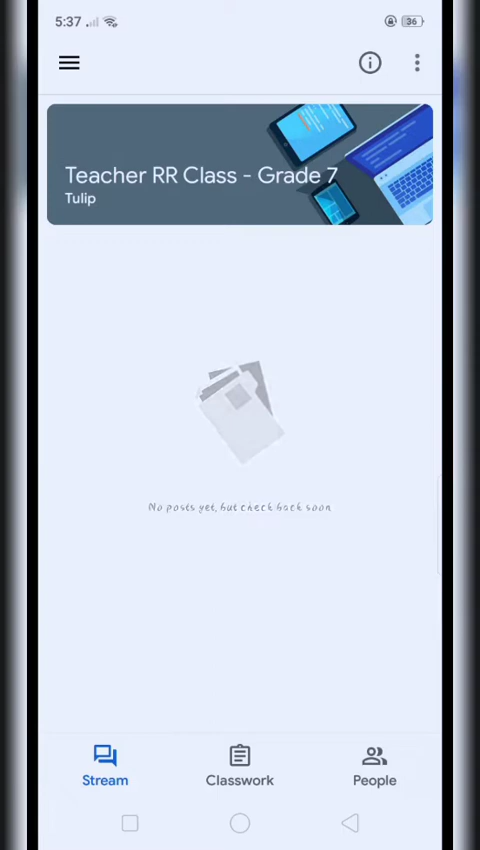 5:37
36
Teacher RR Class - Grade 7
Tulip
No posts yet, but check back soon
Stream
Classwork
People